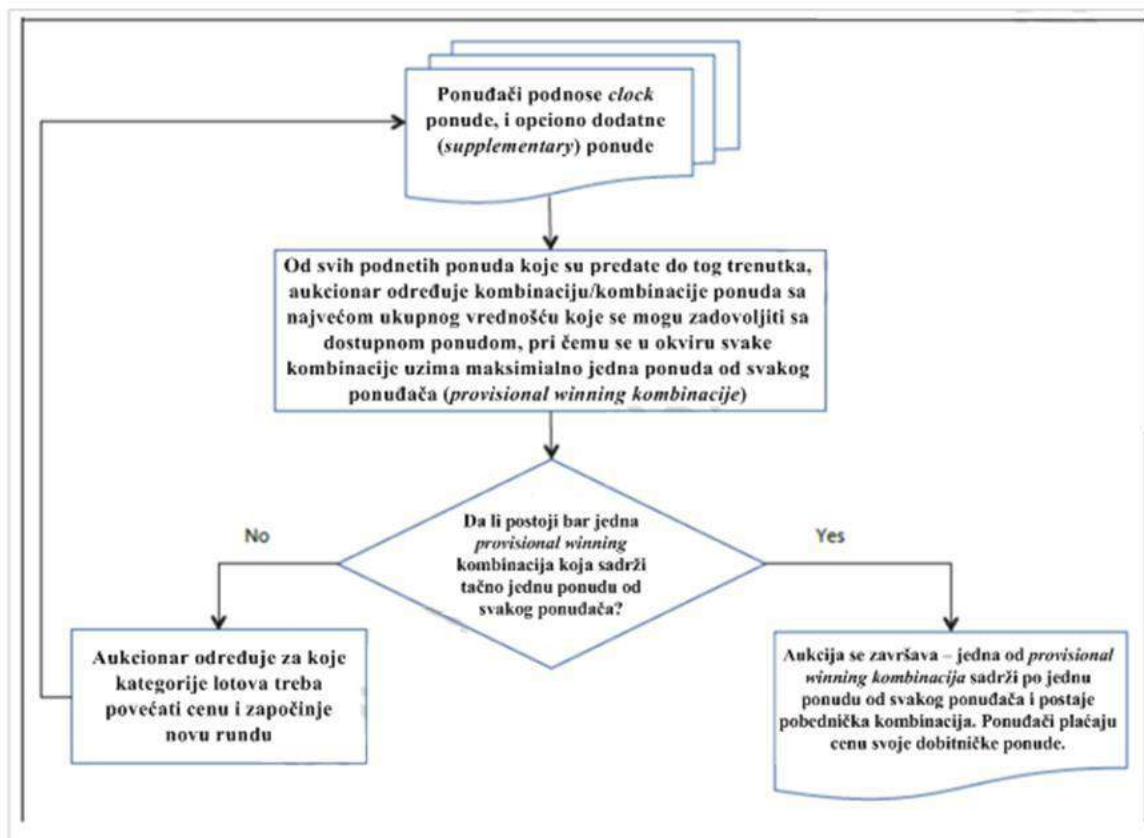 Ponuđači podnose clock
ponude, i opciono dodatne
(supplementary) ponude
Od svih podnetih ponuda koje su predate do tog trenutka,
aukcionar određuje kombinaciju/kombinacije ponuda sa
najvećom ukupnog vrednošću koje se mogu zadovoljiti sa
dostupnom ponudom, pri čemu se u okviru svake
kombinacije uzima maksimialno jedna ponuda od svakog
ponuđača (provisional winning kombinacije)
Da li postoji bar jedna
provisional winning
kombinacija koja sadrži
tačno jednu ponudu od
svakog ponuđača?
No
Yes
Aukcionar određuje za koje
kategorije lotova treba
povećati cenu i započinje
novu rundu
Aukcija se završava – jedna od provisional
winning kombinacija sadrži po jednu
ponudu od svakog ponuđača i postaje
pobednička kombinacija. Ponuđači plaćaju
cenu svoje dobitničke ponude.